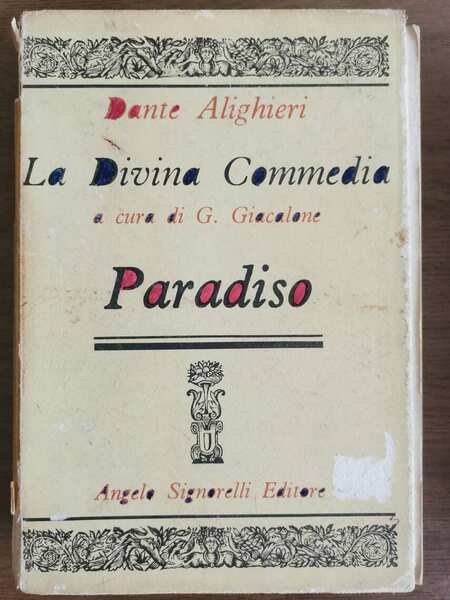 Dante Alighieri
La Divina Commedia
a cura di G. Giacalone
Paradiso
Angelo Signorelli Editore